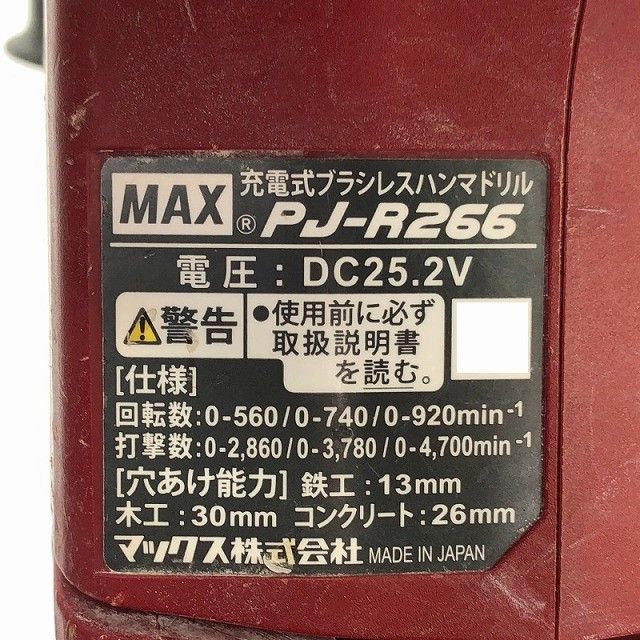 MAX® 充電式ブラシレスハンマドリル
PJ-R266
電圧：DC25.2V
警告 ●使用前に必ず
取扱説明書
を読む。
[仕様]
回転数:0-560/0-740/0-920min-1
打撃数:0-2,860/0-3,780/0-4,700min-1
[穴あけ能力] 鉄工：13mm
木工：30mm コンクリート：26mm
マックス株式会社 MADE IN JAPAN